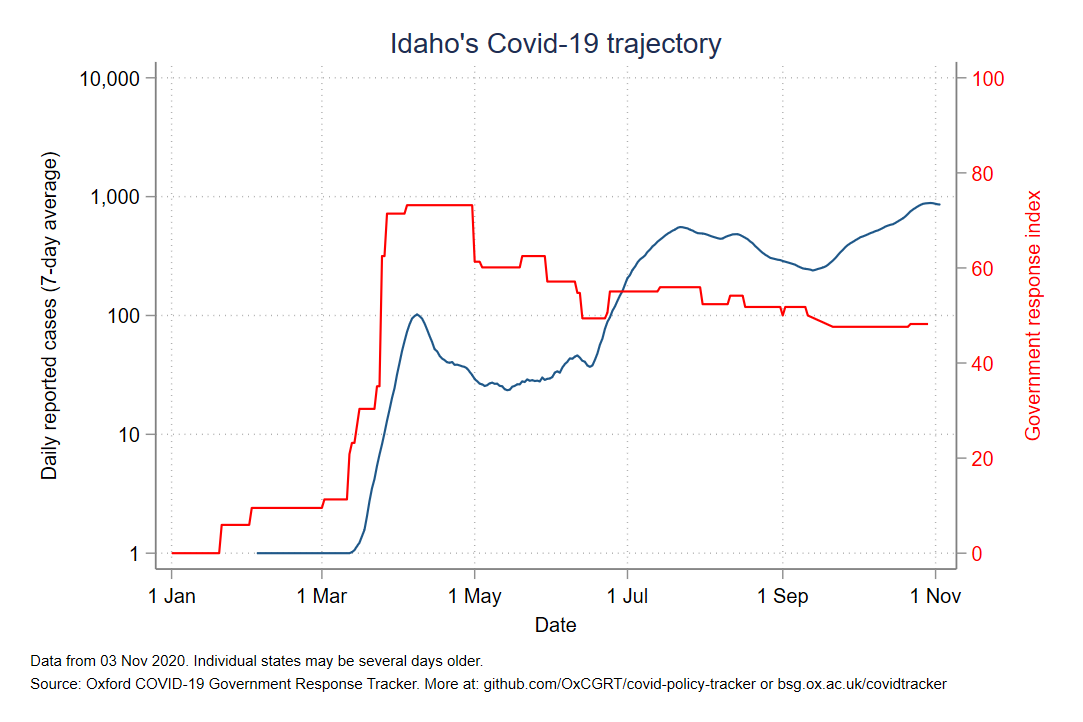 Idaho's Covid-19 trajectory
10,000
1,000
100
10
1
Daily reported cases (7-day average)
100
80
60
40
20
0
Government response index
1 Jan
1 Mar
1 May
1 Jul
1 Sep
1 Nov
Date
Data from 03 Nov 2020. Individual states may be several days older.
Source: Oxford COVID-19 Government Response Tracker. More at: github.com/OxCGRT/covid-policy-tracker or bsg.ox.ac.uk/covidtracker